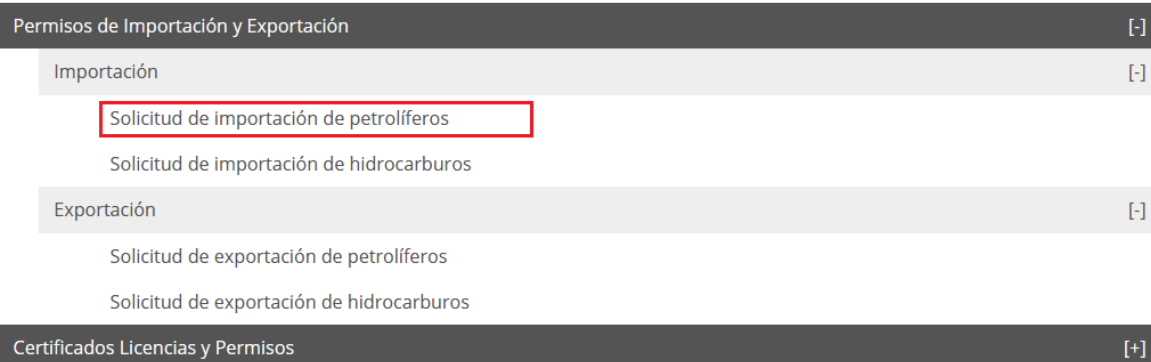 Permisos de Importación y Exportación [-]
Importación [-]
Solicitud de importación de petrolíferos
Solicitud de importación de hidrocarburos
Exportación [-]
Solicitud de exportación de petrolíferos
Solicitud de exportación de hidrocarburos
Certificados Licencias y Permisos [+]